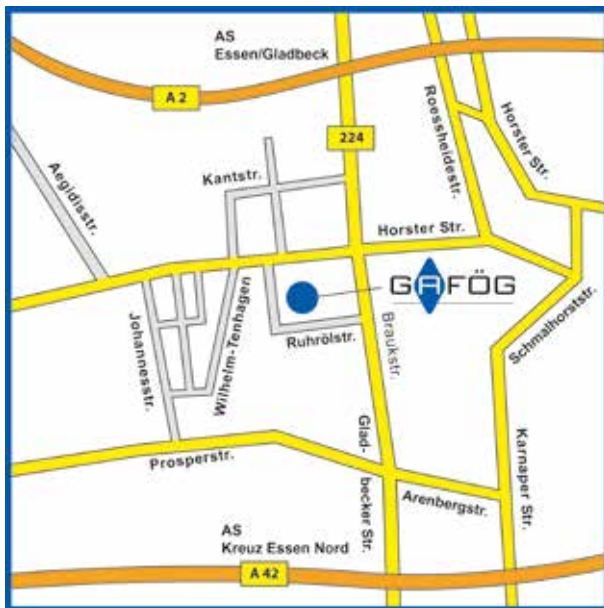 AS
Essen/Gladbeck
A 2
224
Roessheidestr.
Horster Str.
Aegidisstr.
Kantstr.
Horster Str.
GAFÖG
Johannesstr.
Wilhelm-Tenhagen
Ruhrölstr.
Braukstr.
Schmalhorststr.
Prosperstr.
Glad-
becker Str.
Arenbergstr.
Karnaper Str.
AS
Kreuz Essen Nord
A 42